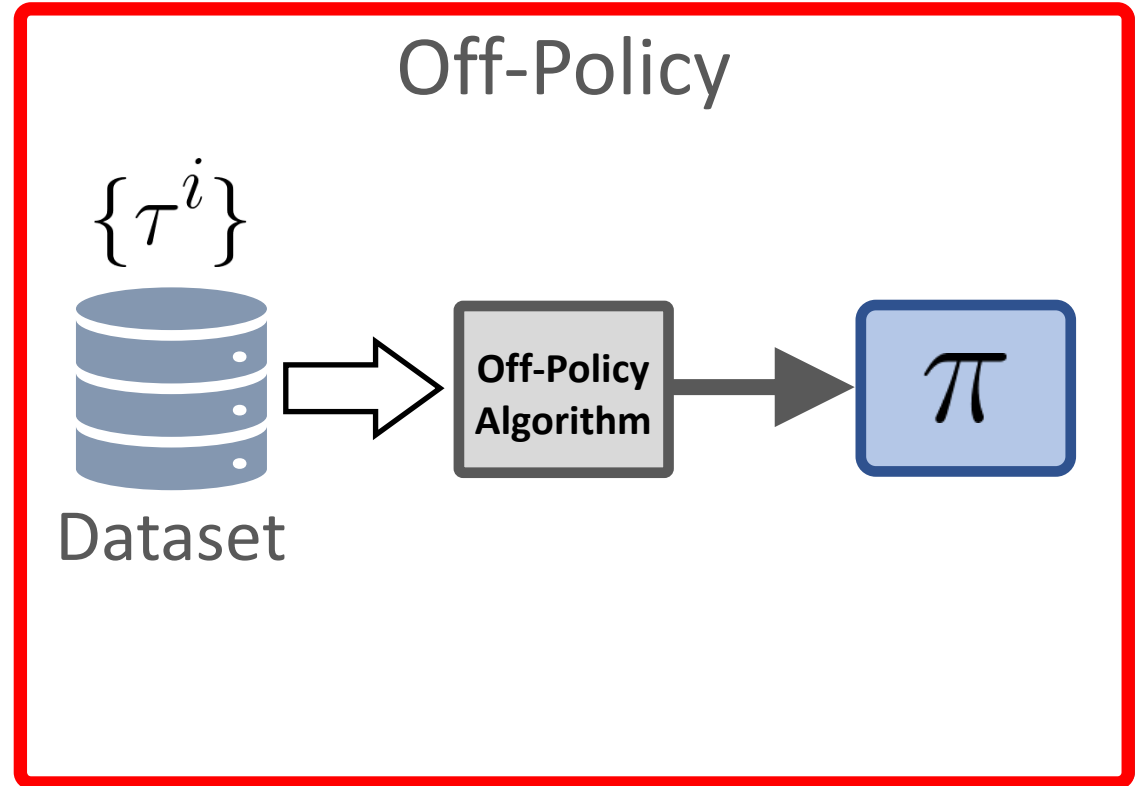 Off-Policy
{τ^i}
Off-Policy
Algorithm
π
Dataset